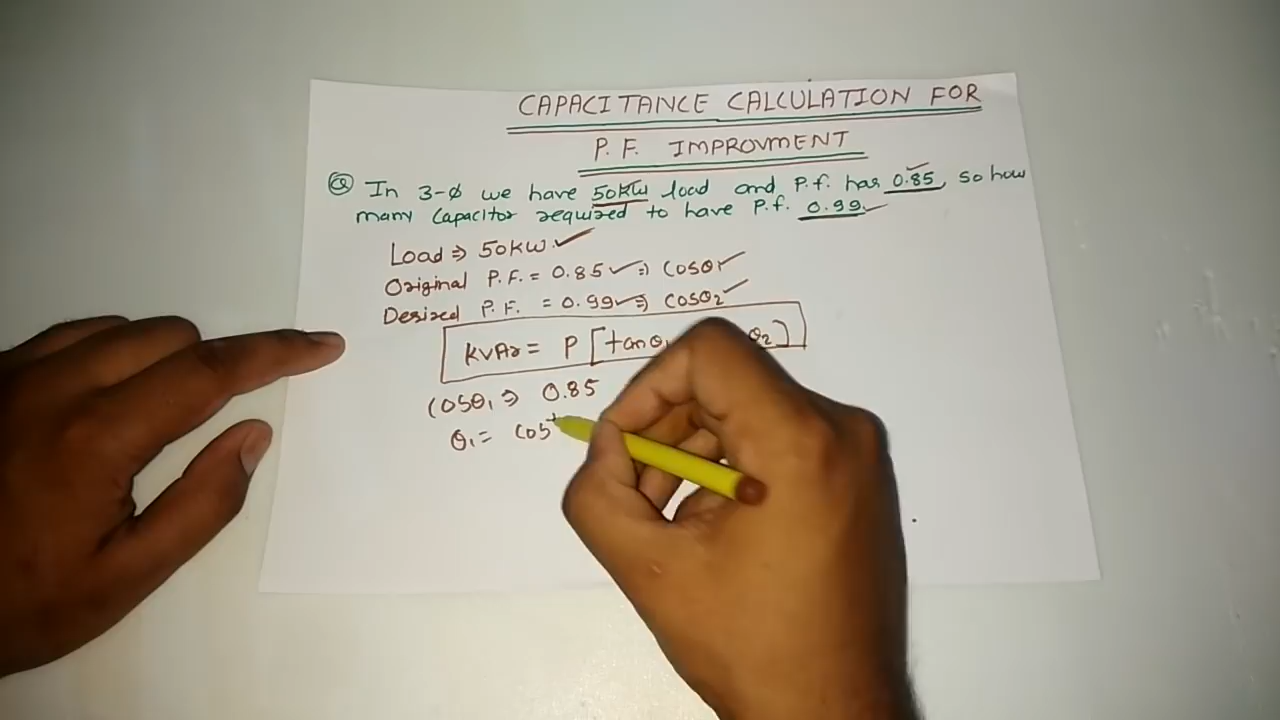 CAPACITANCE CALCULATION FOR
P.F. IMPROVMENT
Q In 3-ϕ we have 50kW load and P.f. has 0.85, so how
many capacitor required to have P.f. 0.99
Load ⇒ 50kW
Original P.F. = 0.85 ⇒ cosθ1
Desired P.F. = 0.99 ⇒ cosθ2
KVAr = P [tanθ1 θ2]
cosθ1 ⇒ 0.85
θ1 = cos